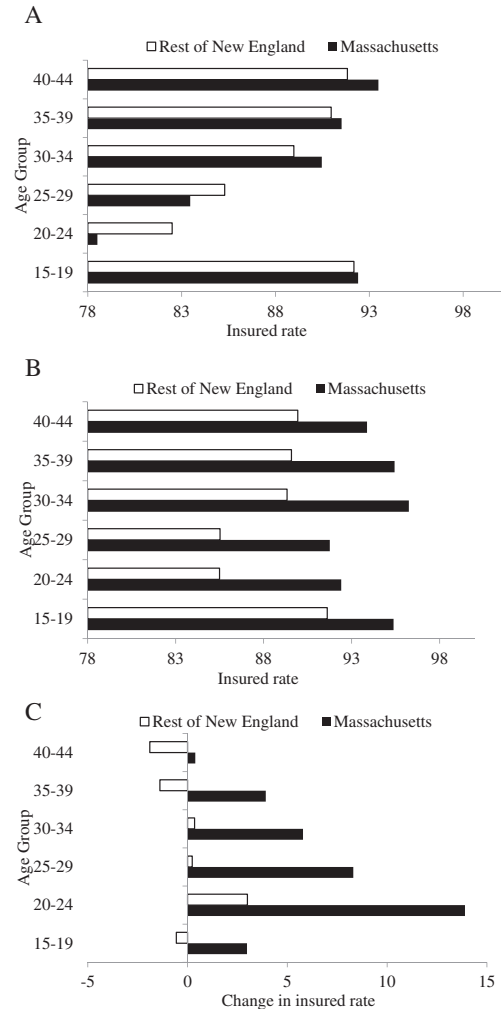 A
Rest of New England Massachusetts
40-44
35-39
30-34
25-29
20-24
15-19
Age Group
78 83 88 93 98
Insured rate
B
Rest of New England Massachusetts
40-44
35-39
30-34
25-29
20-24
15-19
Age Group
78 83 88 93 98
Insured rate
C
Rest of New England Massachusetts
40-44
35-39
30-34
25-29
20-24
15-19
Age Group
-5 0 5 10 15
Change in insured rate